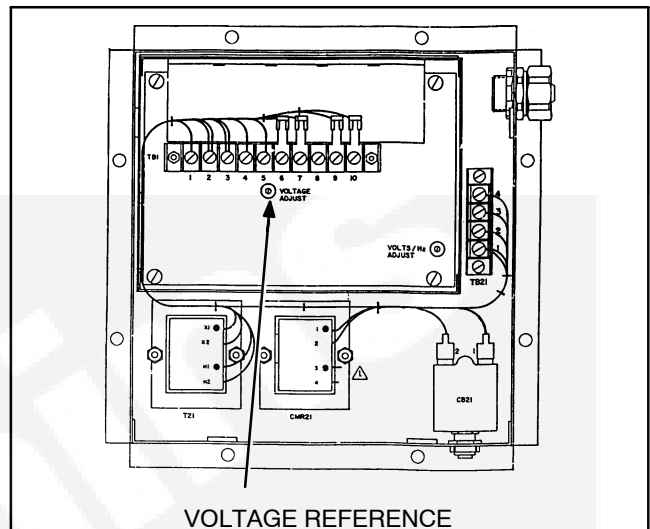 TB1
1 2 3 4 5 6 7 8 9 10
VOLTAGE
ADJUST
VOLTS/Hz
ADJUST
4
3
2
1
TB21
X1
X2
H1
H2
T21
1
2
3
4
CMR21
2 1
CB21
VOLTAGE REFERENCE